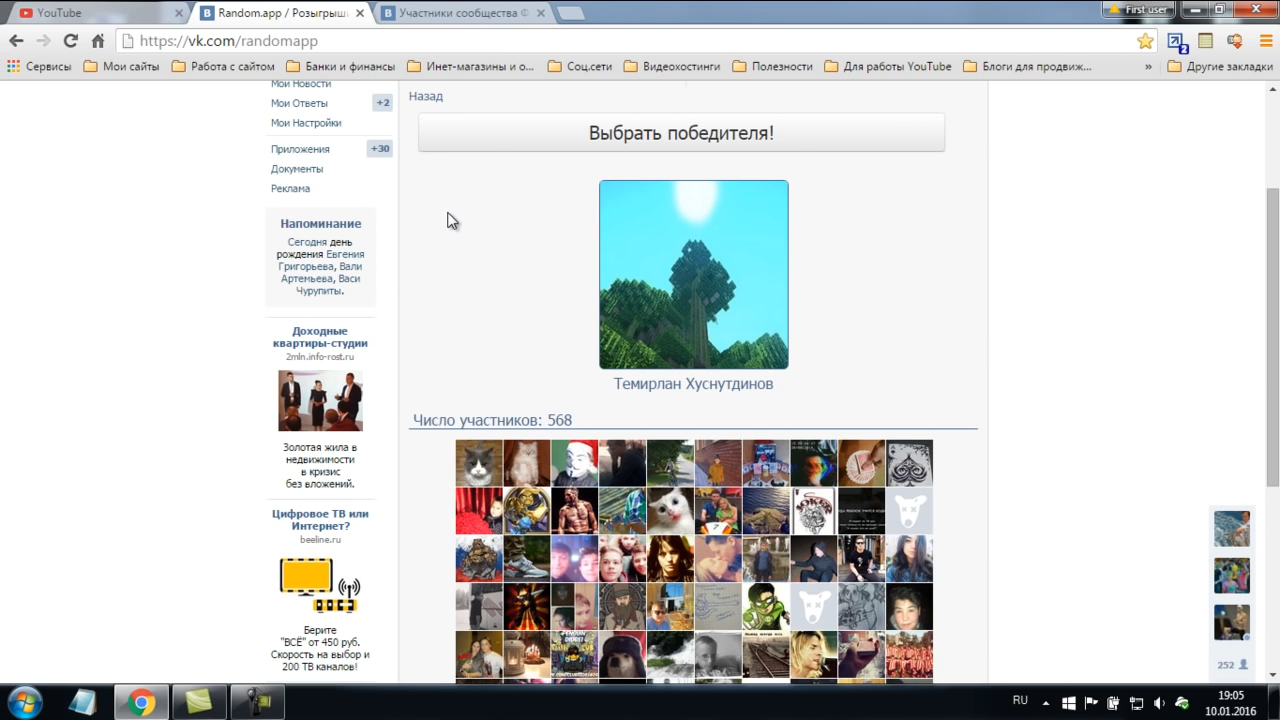 YouTube
Random.app / Розыгрыш
Участники сообщества Ф
First user
https://vk.com/randomapp
2
Сервисы
Мои сайты
Работа с сайтом
Банки и финансы
Инет-магазины и о...
Соц.сети
Видеохостинги
Полезности
Для работы YouTube
Блоги для продвиж...
»
Другие закладки
Мои Новости
Мои Ответы
+2
Мои Настройки
Приложения
+30
Документы
Реклама
Напоминание
Сегодня день
рождения Евгения
Григорьева, Вали
Артемьева, Васи
Чурупиты.
Доходные
квартиры-студии
2mln.info-rost.ru
Золотая жила в
недвижимости
в кризис
без вложений.
Цифровое ТВ или
Интернет?
beeline.ru
Берите
"ВСЁ" от 450 руб.
Скорость на выбор и
200 ТВ каналов!
Назад
Выбрать победителя!
Темирлан Хуснутдинов
Число участников: 568
252
RU
19:05
10.01.2016